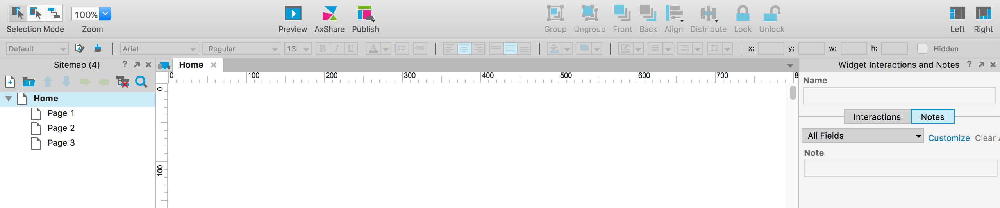 100%
Selection Mode Zoom Preview AxShare Publish Group Ungroup Front Back Align Distribute Lock Unlock Left Right
Default Arial Regular 13 B I U A x: y: w: h: Hidden
Sitemap (4) ? Home Widget Interactions and Notes ?
0 100 200 300 400 500 600 700 8
Name
0
Home
Page 1
Interactions Notes
Page 2
All Fields Customize Clear A
Page 3
Note
100